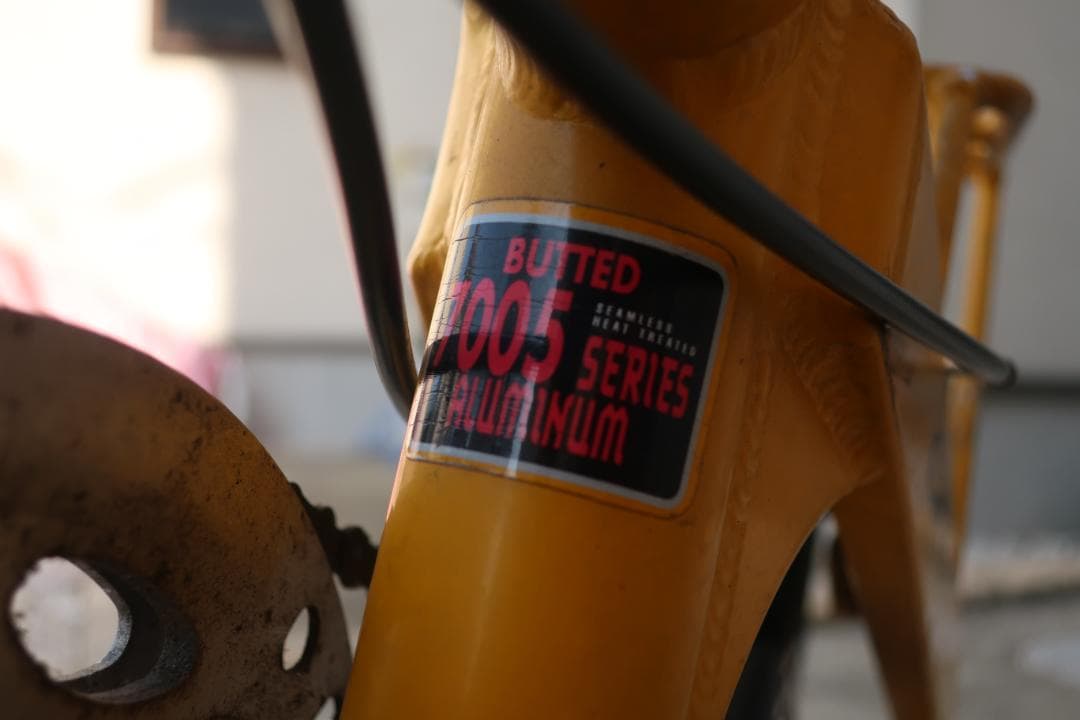 BUTTED
7005 SEAMLESS
HEAT TREATED
SERIES
ALUMINUM